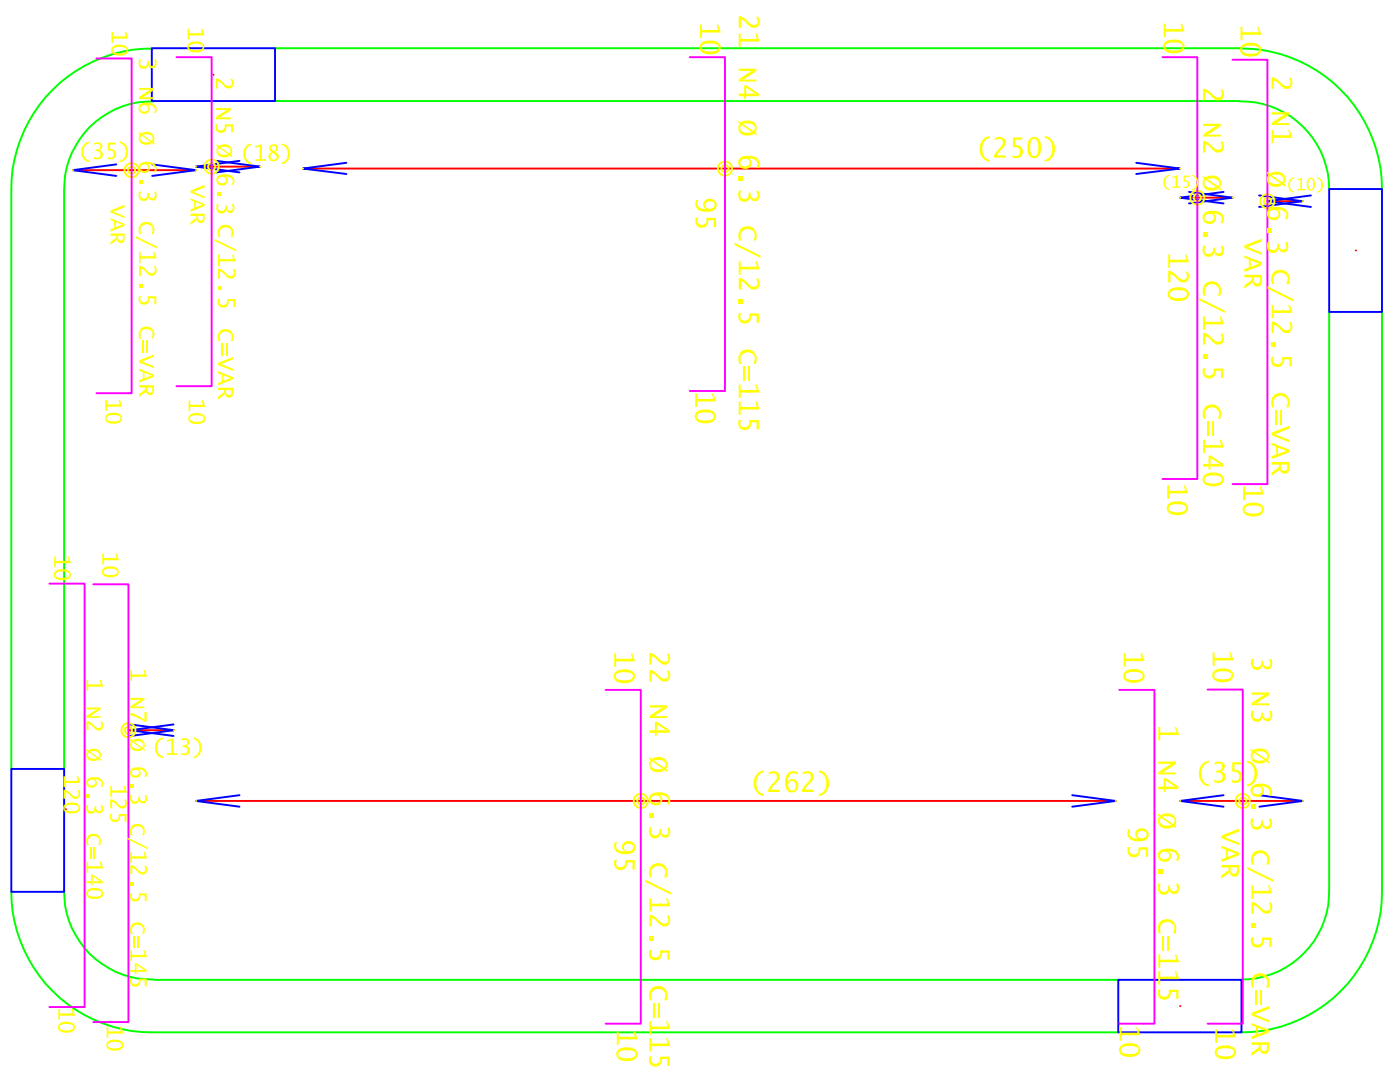 10
3 N6 Ø 6.3 C/12.5 C=VAR
(35)
VAR
10
10
2 N5 Ø 6.3 C/12.5 C=VAR
(18)
VAR
10
10
21 N4 Ø 6.3 C/12.5 C=115
(250)
95
10
10
2 N2 Ø 6.3 C/12.5 C=140
(15)
120
10
10
2 N1 Ø 6.3 C/12.5 C=VAR
(10)
VAR
10
10
1 N2 Ø 6.3 C=140
120
10
10
1 N7 Ø 6.3 C/12.5 C=145
(13)
125
10
10
22 N4 Ø 6.3 C/12.5 C=115
(262)
95
10
10
1 N4 Ø 6.3 C=115
95
10
10
3 N3 Ø 6.3 C/12.5 C=VAR
(35)
VAR
10